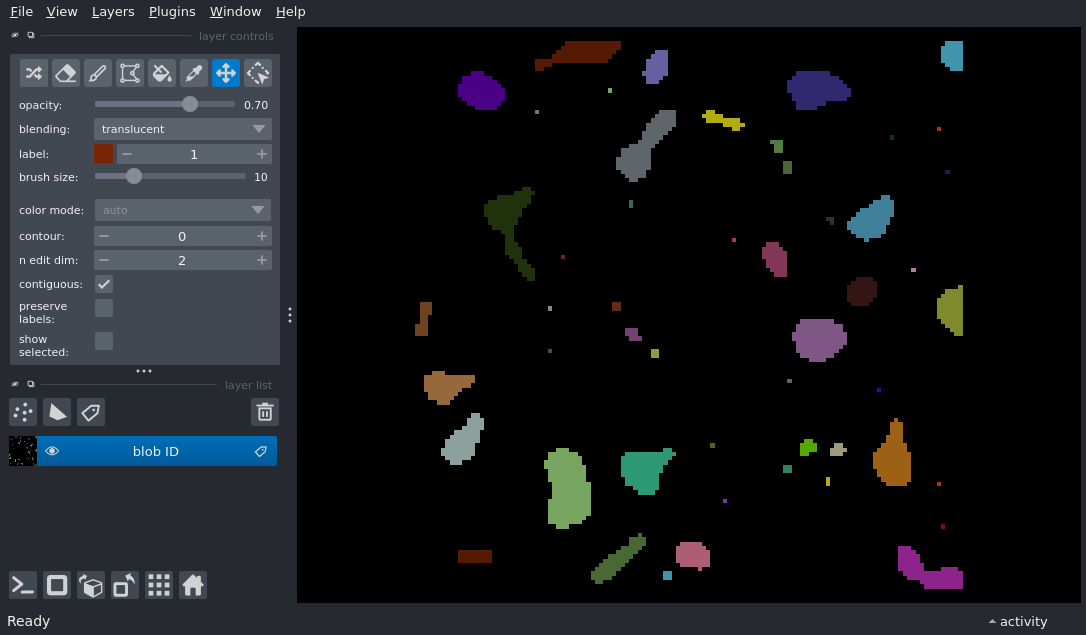 File View Layers Plugins Window Help
layer controls
opacity: 0.70
blending: translucent
label: 1
brush size: 10
color mode: auto
contour: 0
n edit dim: 2
contiguous:
preserve
labels:
show
selected:
layer list
blob ID
Ready
activity